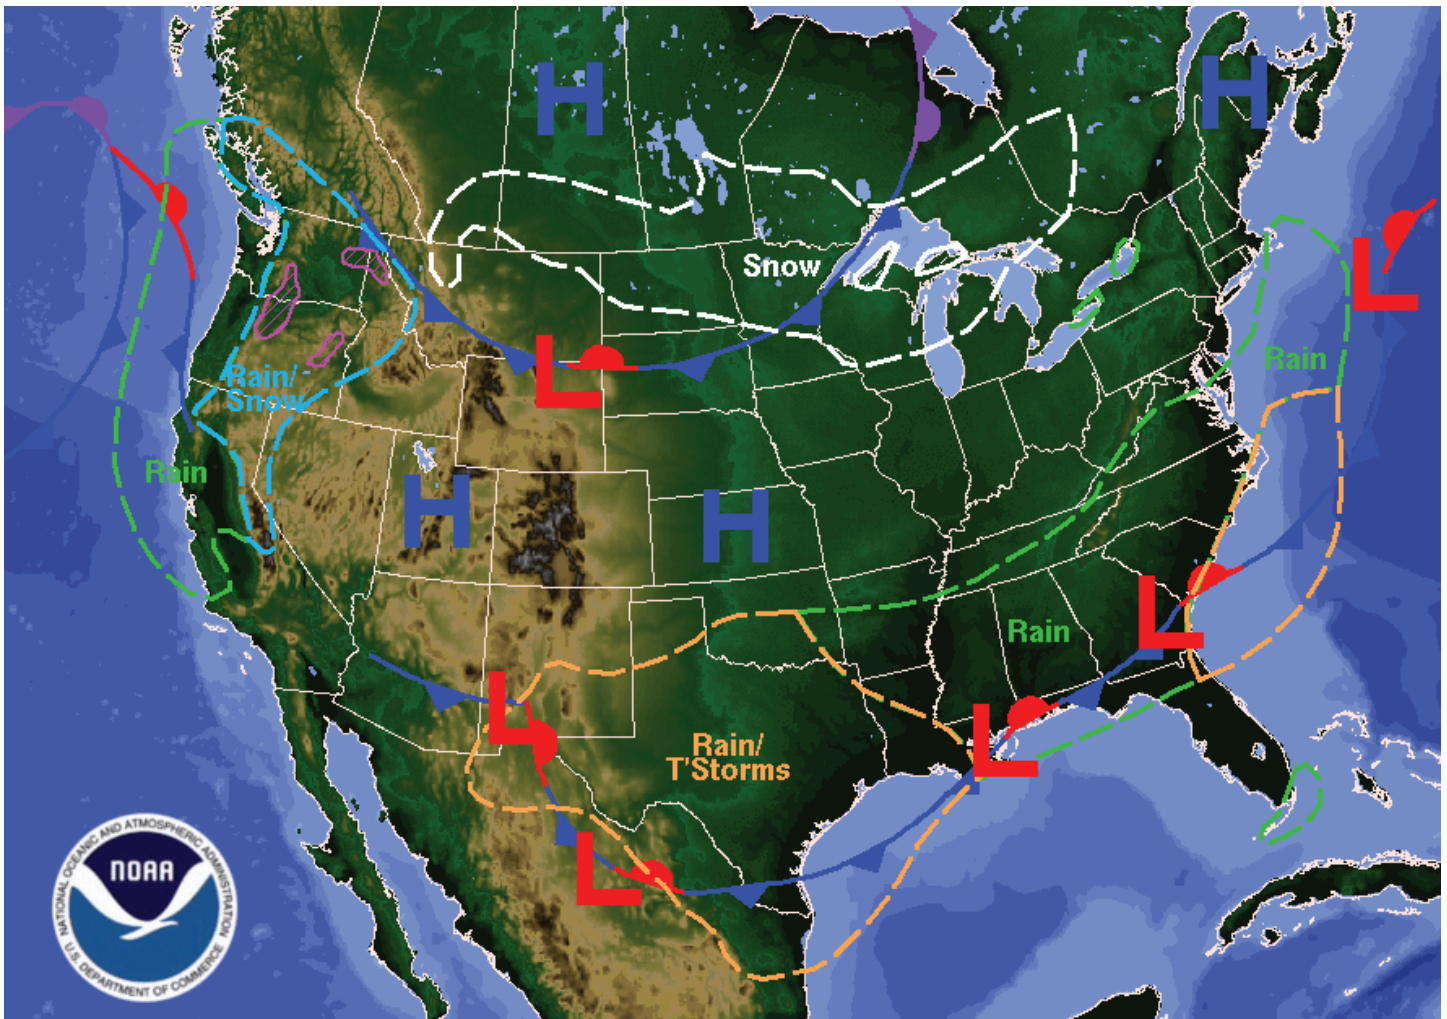 H
H
Snow
L
Rain
L
Rain/
Snow
Rain
H
H
L
Rain
L
L
Rain/
T'Storms
L
NOAA
NATIONAL OCEANIC AND ATMOSPHERIC ADMINISTRATION
U.S. DEPARTMENT OF COMMERCE